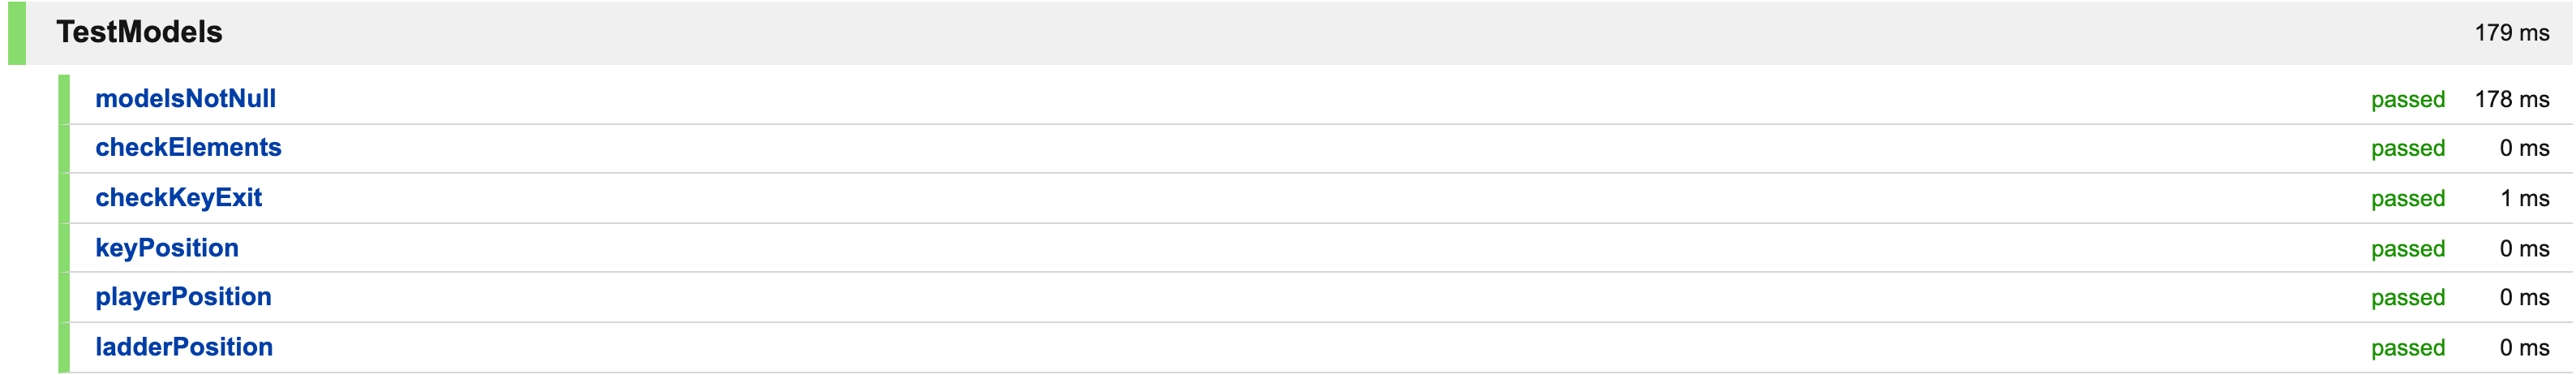 TestModels 179 ms
modelsNotNull passed 178 ms
checkElements passed 0 ms
checkKeyExit passed 1 ms
keyPosition passed 0 ms
playerPosition passed 0 ms
ladderPosition passed 0 ms